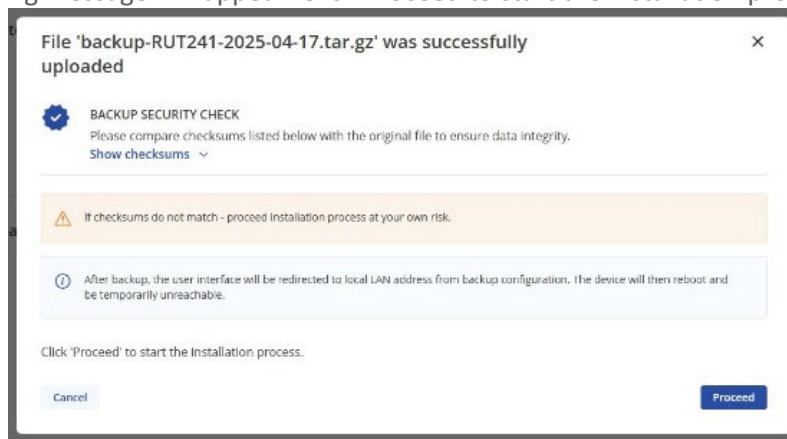 File 'backup-RUT241-2025-04-17.tar.gz' was successfully
uploaded
BACKUP SECURITY CHECK
Please compare checksums listed below with the original file to ensure data integrity.
Show checksums
If checksums do not match - proceed installation process at your own risk.
After backup, the user interface will be redirected to local LAN address from backup configuration. The device will then reboot and
be temporarily unreachable.
Click 'Proceed' to start the installation process.
Cancel
Proceed